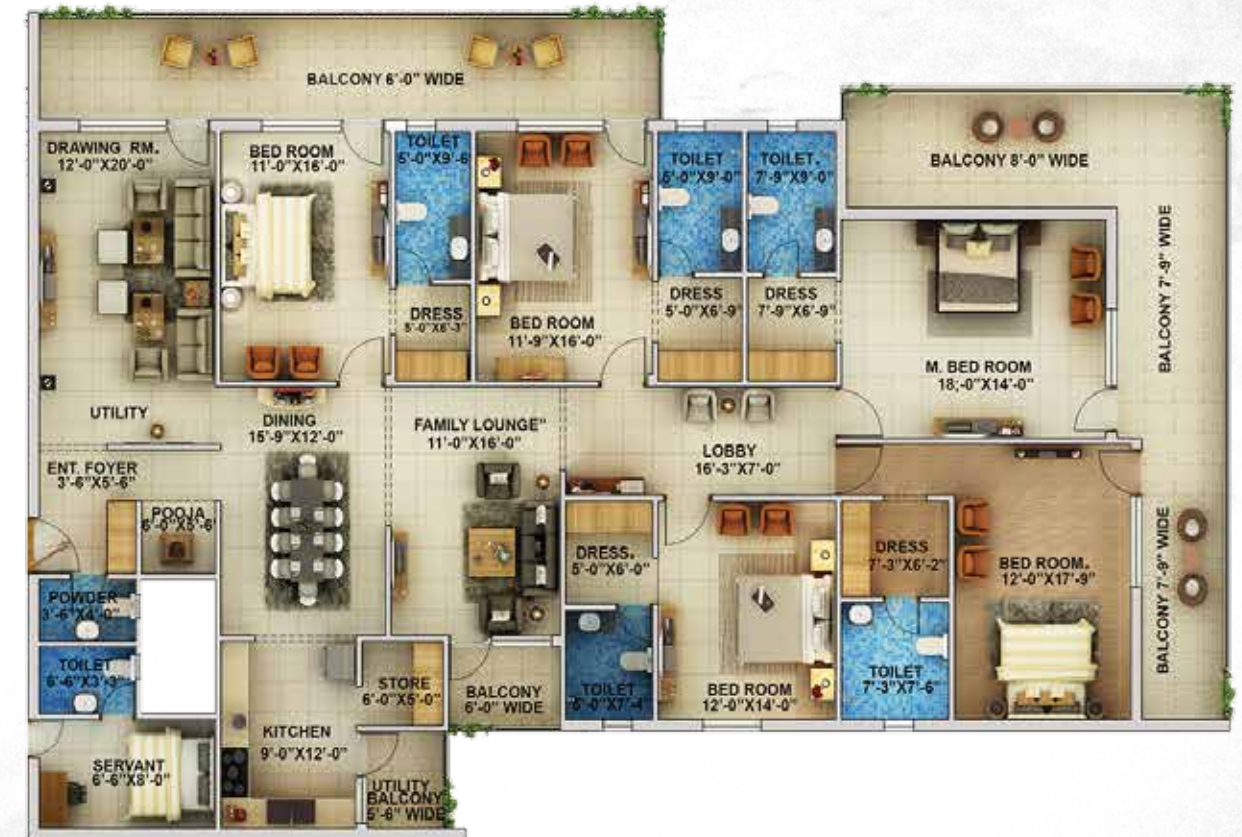 BALCONY 6'-0" WIDE
DRAWING RM.
12'-0"X20'-0"
BED ROOM
11'-0"X16'-0"
TOILET
5'-0"X9'-6"
BED ROOM
11'-9"X16'-0"
DRESS
5'-0"X6'-3"
TOILET
5'-0"X9'-0"
TOILET.
7'-9"X9'-0"
DRESS
5'-0"X6'-9"
DRESS
7'-9"X6'-9"
BALCONY 8'-0" WIDE
BALCONY 7'-9" WIDE
M. BED ROOM
18;-0"X14'-0"
UTILITY
DINING
15'-9"X12'-0"
FAMILY LOUNGE"
11'-0"X16'-0"
LOBBY
16'-3"X7'-0"
ENT. FOYER
3'-6"X5'-6"
POOJA
6'-0"X5'-6'
DRESS.
5'-0"X6'-0"
DRESS
7'-3"X6'-2"
BED ROOM.
12'-0"X17'-9"
BALCONY 7'-9" WIDE
POWDER
3'-6"X4'-0"
TOILET
6'-6"X3'-3"
STORE
6'-0"X5'-0"
BALCONY
6'-0" WIDE
TOILET
BED ROOM
12'-0"X14'-0"
TOILET
7'-3"X7'-6"
KITCHEN
9'-0"X12'-0"
SERVANT
6'-6"X8'-0"
UTILITY
BALCONY
5'-6" WIDE